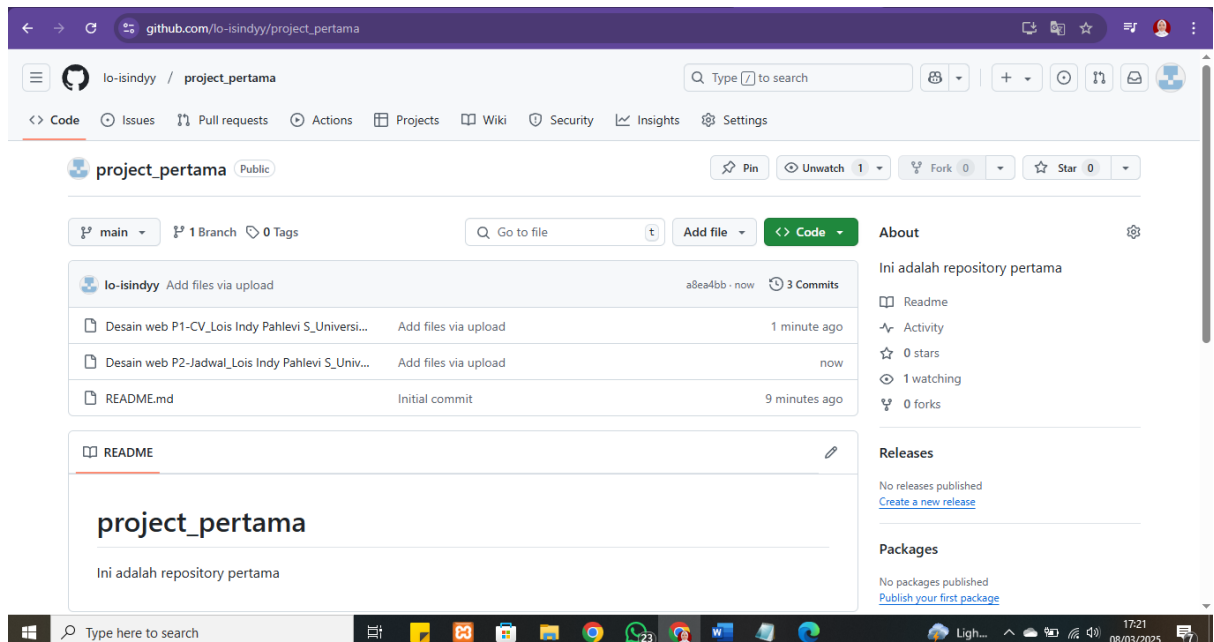 github.com/lo-isindyy/project_pertama
lo-isindyy / project_pertama
Type / to search
<> Code Issues Pull requests Actions Projects Wiki Security Insights Settings
project_pertama Public
Pin Unwatch 1 Fork 0 Star 0
main 1 Branch 0 Tags
Go to file t
Add file <> Code
lo-isindyy Add files via upload a8ea4bb · now 3 Commits
Desain web P1-CV_Lois Indy Pahlevi S_Universi... Add files via upload 1 minute ago
Desain web P2-Jadwal_Lois Indy Pahlevi S_Univ... Add files via upload now
README.md Initial commit 9 minutes ago
README
project_pertama
Ini adalah repository pertama
About
Ini adalah repository pertama
Readme
Activity
0 stars
1 watching
0 forks
Releases
No releases published
Create a new release
Packages
No packages published
Publish your first package
Type here to search
23
Ligh...
17:21
08/03/2025
7